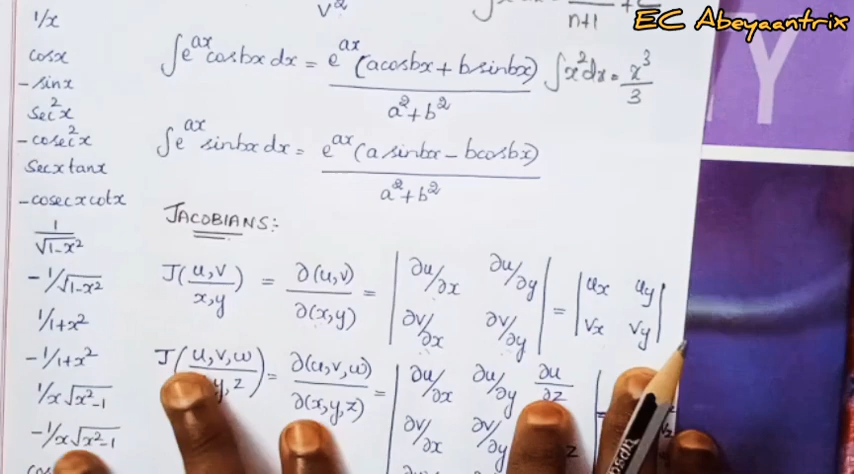 EC Abeyaantrix
1/x
v²
n+1
cosx
∫e^ax cosbx dx = e^ax (acosbx + bsinbx) / a²+b²
∫x²dx = x³/3
-sinx
sec²x
-cosec²x
∫e^ax sinbx dx = e^ax (a sinbx - bcosbx) / a²+b²
secx tanx
-cosecx cotx
JACOBIANS:
1/√1-x²
J(u,v / x,y) = ∂(u,v) / ∂(x,y) = | ∂u/∂x ∂u/∂y | = | ux uy |
| ∂v/∂x ∂v/∂y | | vx vy |
-1/√1-x²
1/1+x²
J(u,v,w / y,z) = ∂(u,v,w) / ∂(x,y,z) = | ∂u/∂x ∂u/∂y ∂u/∂z |
-1/1+x²
1/x√x²-1
∂v/∂x ∂v/∂y z
-1/x√x²-1